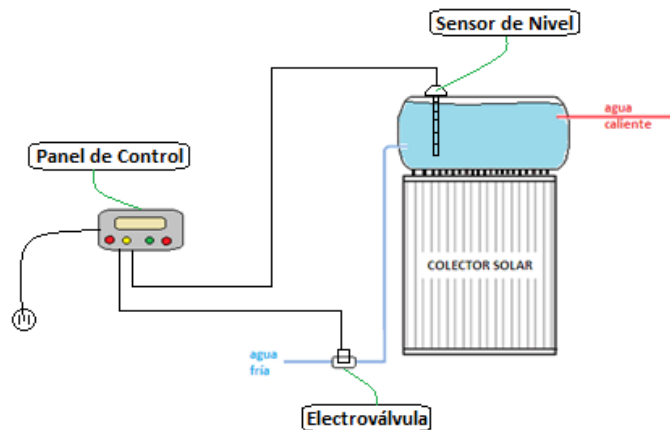 Sensor de Nivel
agua
caliente
Panel de Control
COLECTOR SOLAR
agua
fría
Electroválvula